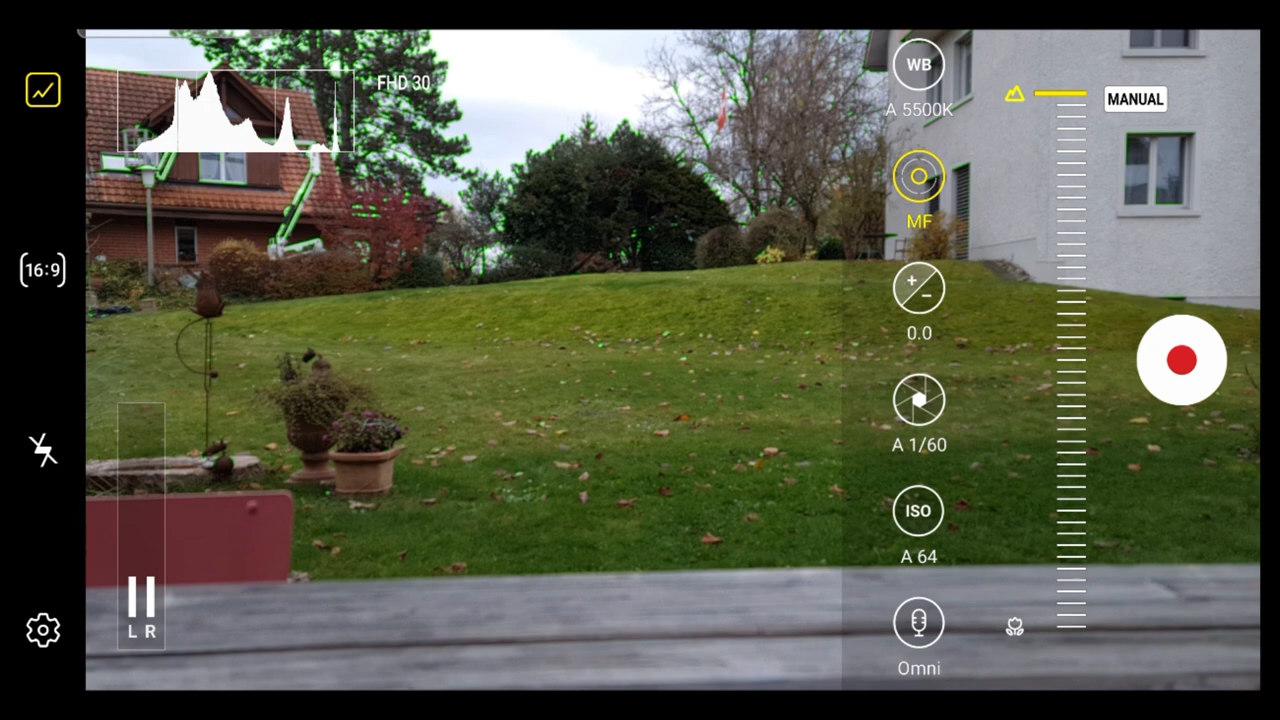 FHD 30
WB
A 5500K
MANUAL
MF
16:9
0.0
A 1/60
ISO
A 64
L R
Omni